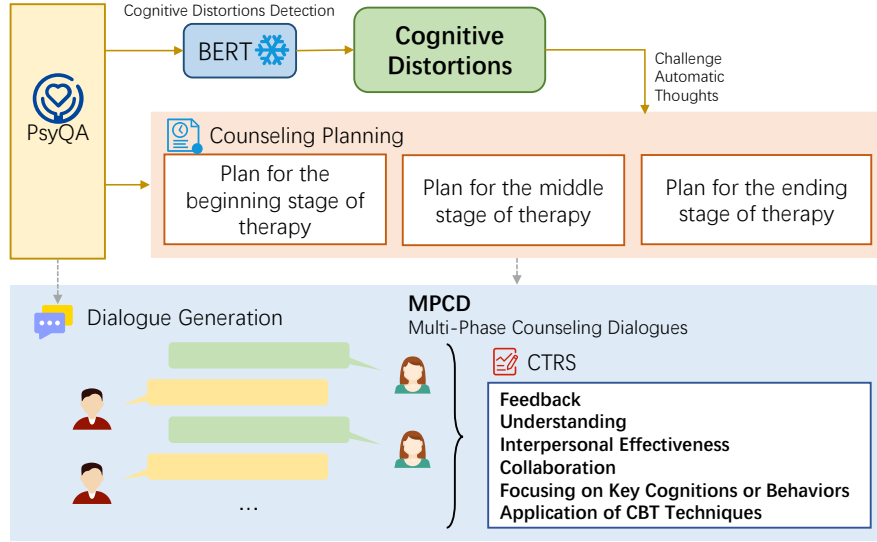 Cognitive Distortions Detection
BERT
Cognitive
Distortions
Challenge
Automatic
Thoughts
PsyQA
Counseling Planning
Plan for the
beginning stage of
therapy
Plan for the middle
stage of therapy
Plan for the ending
stage of therapy
Dialogue Generation
MPCD
Multi-Phase Counseling Dialogues
CTRS
Feedback
Understanding
Interpersonal Effectiveness
Collaboration
Focusing on Key Cognitions or Behaviors
Application of CBT Techniques
...